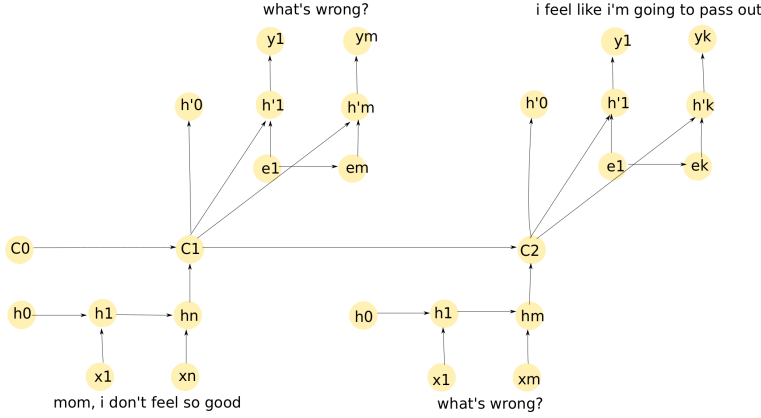 what's wrong?
i feel like i'm going to pass out
y1
ym
y1
yk
h'0
h'1
h'm
h'0
h'1
h'k
e1
em
e1
ek
C0
C1
C2
h0
h1
hn
h0
h1
hm
x1
xn
x1
xm
mom, i don't feel so good
what's wrong?